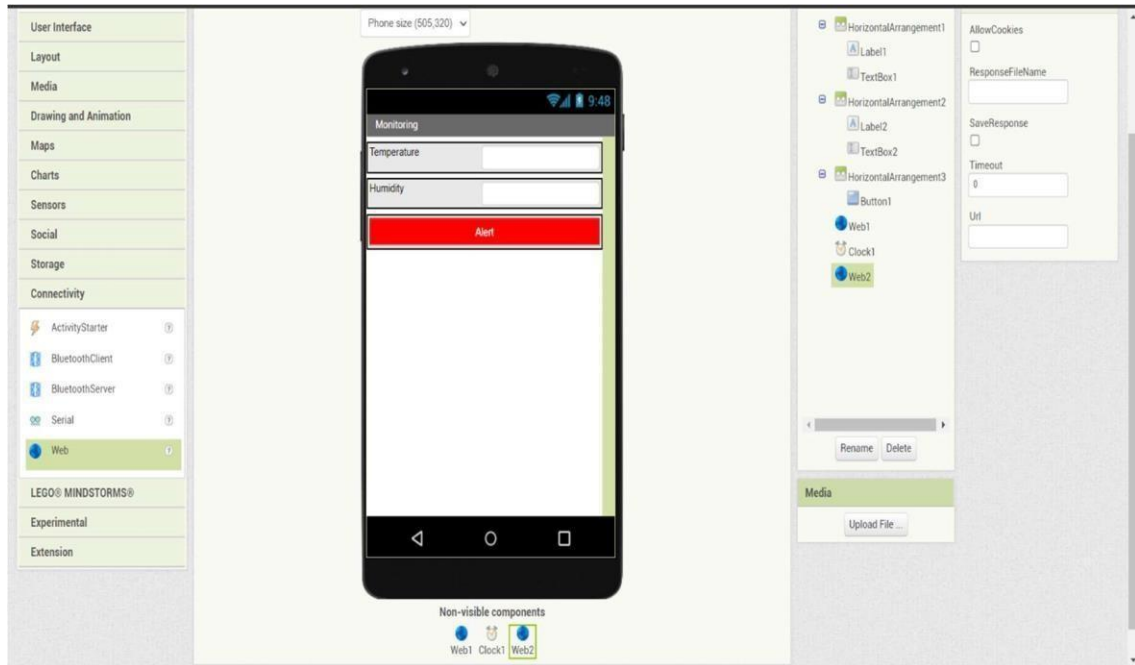 User Interface
Layout
Media
Drawing and Animation
Maps
Charts
Sensors
Social
Storage
Connectivity
ActivityStarter
BluetoothClient
BluetoothServer
Serial
Web
LEGO® MINDSTORMS®
Experimental
Extension
Phone size (505,320)
9:48
Monitoring
Temperature
Humidity
Alert
Non-visible components
Web1 Clock1 Web2
HorizontalArrangement1
A Label1
TextBox1
HorizontalArrangement2
A Label2
TextBox2
HorizontalArrangement3
Button1
Web1
Clock1
Web2
Rename Delete
Media
Upload File ...
AllowCookies
ResponseFileName
SaveResponse
Timeout
0
Url